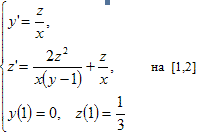 y' = z/x,
z' = 2z²/(x(y−1)) + z/x, на [1,2]
y(1) = 0, z(1) = 1/3